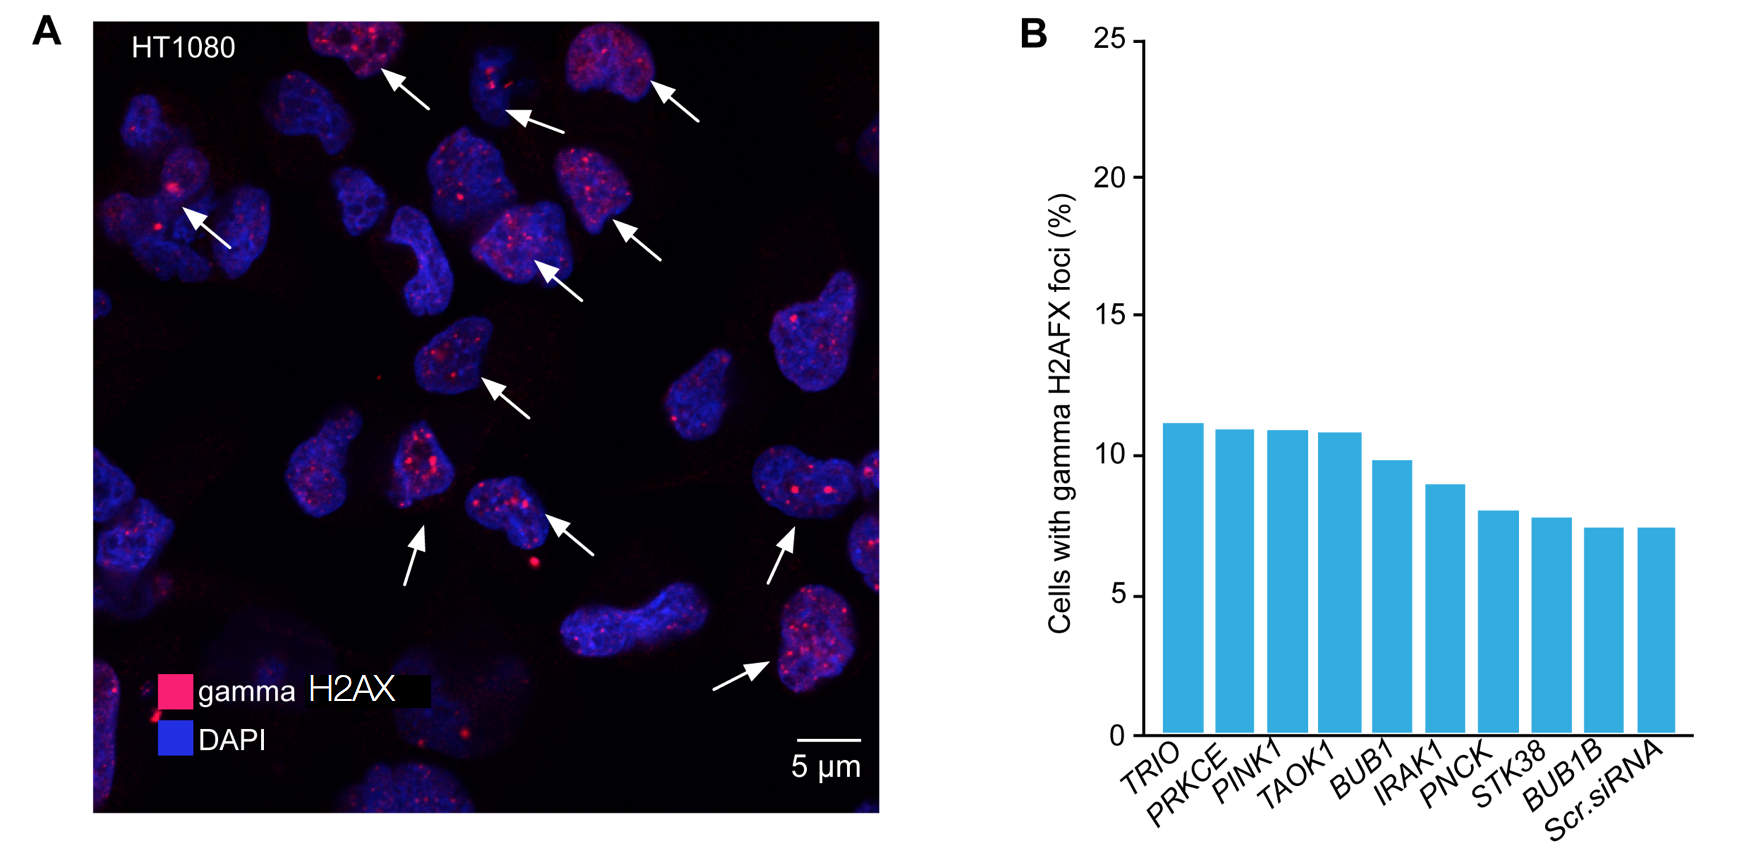 A
HT1080
gamma H2AX
DAPI
5 µm
B
Cells with gamma H2AFX foci (%)
25
20
15
10
5
0
TRIO
PRKCE
PINK1
TAOK1
BUB1
IRAK1
PNCK
STK38
BUB1B
Scr.siRNA